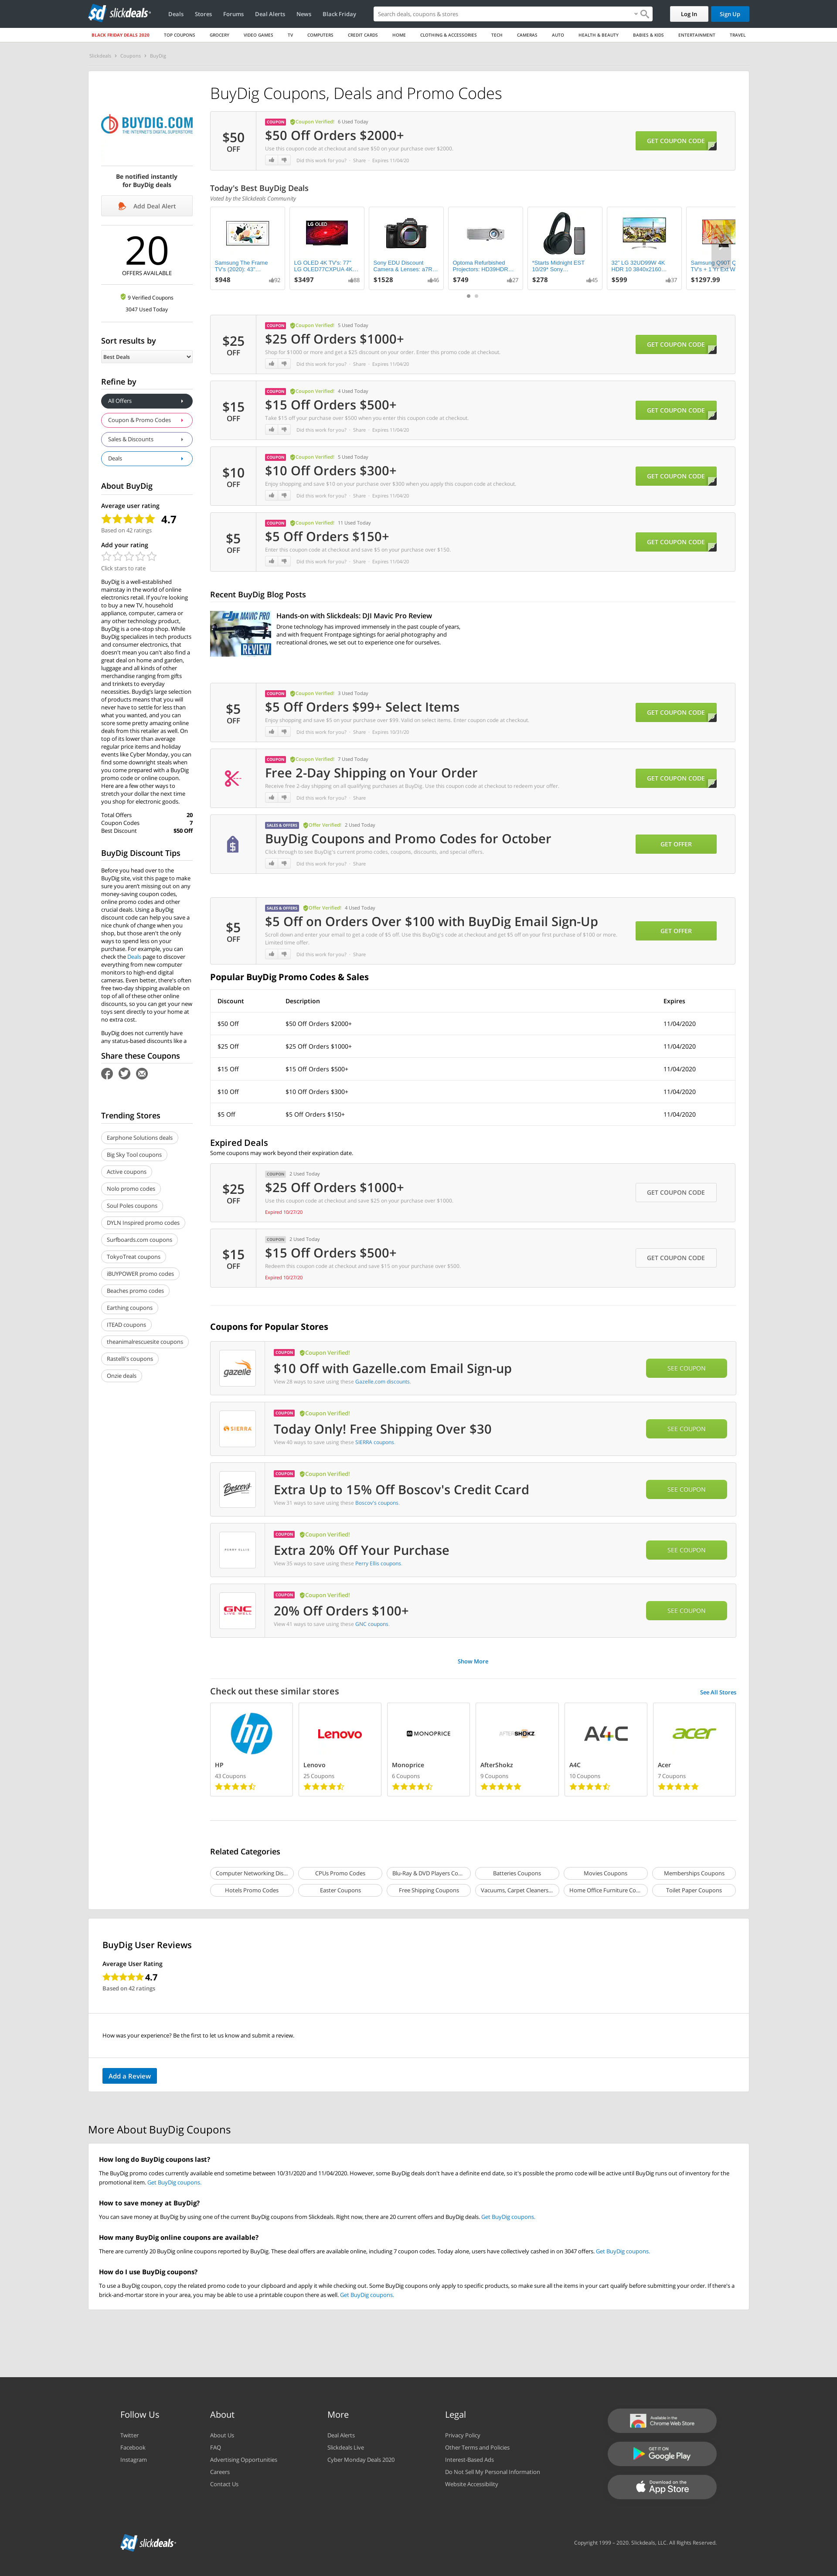 slickdeals
Deals Stores Forums Deal Alerts News Black Friday
Search deals, coupons & stores
Log In Sign Up
BLACK FRIDAY DEALS 2020 TOP COUPONS GROCERY VIDEO GAMES TV COMPUTERS CREDIT CARDS HOME CLOTHING & ACCESSORIES TECH CAMERAS AUTO HEALTH & BEAUTY BABIES & KIDS ENTERTAINMENT TRAVEL
Slickdeals Coupons BuyDig
BUYDIG.COM
THE INTERNET'S DIGITAL SUPERSTORE
Be notified instantly
for BuyDig deals
Add Deal Alert
20
OFFERS AVAILABLE
9 Verified Coupons
3047 Used Today
Sort results by
Best Deals
Refine by
All Offers
Coupon & Promo Codes
Sales & Discounts
Deals
About BuyDig
Average user rating
4.7
Based on 42 ratings
Add your rating
Click stars to rate
BuyDig is a well-established
mainstay in the world of online
electronics retail. If you're looking
to buy a new TV, household
appliance, computer, camera or
any other technology product,
BuyDig is a one-stop shop. While
BuyDig specializes in tech products
and consumer electronics, that
doesn't mean you can't also find a
great deal on home and garden,
luggage and all kinds of other
merchandise ranging from gifts
and trinkets to everyday
necessities. Buydig's large selection
of products means that you will
never have to settle for less than
what you wanted, and you can
score some pretty amazing online
deals from this retailer as well. On
top of its lower than average
regular price items and holiday
events like Cyber Monday, you can
find some downright steals when
you come prepared with a BuyDig
promo code or online coupon.
Here are a few other ways to
stretch your dollar the next time
you shop for electronic goods.
Total Offers 20
Coupon Codes 7
Best Discount $50 Off
BuyDig Discount Tips
Before you head over to the
BuyDig site, visit this page to make
sure you aren't missing out on any
money-saving coupon codes,
online promo codes and other
crucial deals. Using a BuyDig
discount code can help you save a
nice chunk of change when you
shop, but those aren't the only
ways to spend less on your
purchase. For example, you can
check the Deals page to discover
everything from new computer
monitors to high-end digital
cameras. Even better, there's often
free two-day shipping available on
top of all of these other online
discounts, so you can get your new
toys sent directly to your home at
no extra cost.
BuyDig does not currently have
any status-based discounts like a
Share these Coupons
Trending Stores
Earphone Solutions deals
Big Sky Tool coupons
Active coupons
Nolo promo codes
Soul Poles coupons
DYLN Inspired promo codes
Surfboards.com coupons
TokyoTreat coupons
iBUYPOWER promo codes
Beaches promo codes
Earthing coupons
ITEAD coupons
theanimalrescuesite coupons
Rastelli's coupons
Onzie deals
BuyDig Coupons, Deals and Promo Codes
$50 OFF
COUPON Coupon Verified! 6 Used Today
$50 Off Orders $2000+
Use this coupon code at checkout and save $50 on your purchase over $2000.
Did this work for you? · Share · Expires 11/04/20
GET COUPON CODE
Today's Best BuyDig Deals
Voted by the Slickdeals Community
Samsung The Frame
TV's (2020): 43"...
$948 92
LG OLED
LG OLED 4K TV's: 77"
LG OLED77CXPUA 4K...
$3497 88
Sony EDU Discount
Camera & Lenses: a7R...
$1528 46
Optoma Refurbished
Projectors: HD39HDR...
$749 27
*Starts Midnight EST
10/29* Sony...
$278 45
32" LG 32UD99W 4K
HDR 10 3840x2160...
$599 37
Samsung Q90T Q
TV's + 1 Yr Ext W
$1297.99
$25 OFF
COUPON Coupon Verified! 5 Used Today
$25 Off Orders $1000+
Shop for $1000 or more and get a $25 discount on your order. Enter this promo code at checkout.
Did this work for you? · Share · Expires 11/04/20
GET COUPON CODE
$15 OFF
COUPON Coupon Verified! 4 Used Today
$15 Off Orders $500+
Take $15 off your purchase over $500 when you enter this coupon code at checkout.
Did this work for you? · Share · Expires 11/04/20
GET COUPON CODE
$10 OFF
COUPON Coupon Verified! 5 Used Today
$10 Off Orders $300+
Enjoy shopping and save $10 on your purchase over $300 when you apply this coupon code at checkout.
Did this work for you? · Share · Expires 11/04/20
GET COUPON CODE
$5 OFF
COUPON Coupon Verified! 11 Used Today
$5 Off Orders $150+
Enter this coupon code at checkout and save $5 on your purchase over $150.
Did this work for you? · Share · Expires 11/04/20
GET COUPON CODE
Recent BuyDig Blog Posts
dji MAVIC PRO
REVIEW
Hands-on with Slickdeals: DJI Mavic Pro Review
Drone technology has improved immensely in the past couple of years,
and with frequent Frontpage sightings for aerial photography and
recreational drones, we set out to experience one for ourselves.
$5 OFF
COUPON Coupon Verified! 3 Used Today
$5 Off Orders $99+ Select Items
Enjoy shopping and save $5 on your purchase over $99. Valid on select items. Enter coupon code at checkout.
Did this work for you? · Share · Expires 10/31/20
GET COUPON CODE
COUPON Coupon Verified! 7 Used Today
Free 2-Day Shipping on Your Order
Receive free 2-day shipping on all qualifying purchases at BuyDig. Use this coupon code at checkout to redeem your offer.
Did this work for you? · Share
GET COUPON CODE
SALES & OFFERS Offer Verified! 2 Used Today
BuyDig Coupons and Promo Codes for October
Click through to see BuyDig's current promo codes, coupons, discounts, and special offers.
Did this work for you? · Share
GET OFFER
$5 OFF
SALES & OFFERS Offer Verified! 4 Used Today
$5 Off on Orders Over $100 with BuyDig Email Sign-Up
Scroll down and enter your email to get a code of $5 off. Use this BuyDig's code at checkout and get $5 off on your first purchase of $100 or more.
Limited time offer.
Did this work for you? · Share
GET OFFER
Popular BuyDig Promo Codes & Sales
Discount Description Expires
$50 Off $50 Off Orders $2000+ 11/04/2020
$25 Off $25 Off Orders $1000+ 11/04/2020
$15 Off $15 Off Orders $500+ 11/04/2020
$10 Off $10 Off Orders $300+ 11/04/2020
$5 Off $5 Off Orders $150+ 11/04/2020
Expired Deals
Some coupons may work beyond their expiration date.
$25 OFF
COUPON 2 Used Today
$25 Off Orders $1000+
Use this coupon code at checkout and save $25 on your purchase over $1000.
Expired 10/27/20
GET COUPON CODE
$15 OFF
COUPON 2 Used Today
$15 Off Orders $500+
Redeem this coupon code at checkout and save $15 on your purchase over $500.
Expired 10/27/20
GET COUPON CODE
Coupons for Popular Stores
gazelle
COUPON Coupon Verified!
$10 Off with Gazelle.com Email Sign-up
View 28 ways to save using these Gazelle.com discounts.
SEE COUPON
SIERRA
COUPON Coupon Verified!
Today Only! Free Shipping Over $30
View 40 ways to save using these SIERRA coupons.
SEE COUPON
Boscov's
COUPON Coupon Verified!
Extra Up to 15% Off Boscov's Credit Ccard
View 31 ways to save using these Boscov's coupons.
SEE COUPON
PERRY ELLIS
COUPON Coupon Verified!
Extra 20% Off Your Purchase
View 35 ways to save using these Perry Ellis coupons.
SEE COUPON
GNC
LIVE WELL
COUPON Coupon Verified!
20% Off Orders $100+
View 41 ways to save using these GNC coupons.
SEE COUPON
Show More
Check out these similar stores See All Stores
hp Lenovo MONOPRICE AFTERSHOKZ A4C acer
HP Lenovo Monoprice AfterShokz A4C Acer
43 Coupons 25 Coupons 6 Coupons 9 Coupons 10 Coupons 7 Coupons
Related Categories
Computer Networking Dis... CPUs Promo Codes Blu-Ray & DVD Players Co... Batteries Coupons Movies Coupons Memberships Coupons
Hotels Promo Codes Easter Coupons Free Shipping Coupons Vacuums, Carpet Cleaners... Home Office Furniture Co... Toilet Paper Coupons
BuyDig User Reviews
Average User Rating
4.7
Based on 42 ratings
How was your experience? Be the first to let us know and submit a review.
Add a Review
More About BuyDig Coupons
How long do BuyDig coupons last?
The BuyDig promo codes currently available end sometime between 10/31/2020 and 11/04/2020. However, some BuyDig deals don't have a definite end date, so it's possible the promo code will be active until BuyDig runs out of inventory for the
promotional item. Get BuyDig coupons.
How to save money at BuyDig?
You can save money at BuyDig by using one of the current BuyDig coupons from Slickdeals. Right now, there are 20 current offers and BuyDig deals. Get BuyDig coupons.
How many BuyDig online coupons are available?
There are currently 20 BuyDig online coupons reported by BuyDig. These deal offers are available online, including 7 coupon codes. Today alone, users have collectively cashed in on 3047 offers. Get BuyDig coupons.
How do I use BuyDig coupons?
To use a BuyDig coupon, copy the related promo code to your clipboard and apply it while checking out. Some BuyDig coupons only apply to specific products, so make sure all the items in your cart qualify before submitting your order. If there's a
brick-and-mortar store in your area, you may be able to use a printable coupon there as well. Get BuyDig coupons.
Follow Us About More Legal
Twitter About Us Deal Alerts Privacy Policy
Facebook FAQ Slickdeals Live Other Terms and Policies
Instagram Advertising Opportunities Cyber Monday Deals 2020 Interest-Based Ads
Careers Do Not Sell My Personal Information
Contact Us Website Accessibility
Available in the
Chrome Web Store
GET IT ON
Google Play
Download on the
App Store
slickdeals
Copyright 1999 – 2020. Slickdeals, LLC. All Rights Reserved.